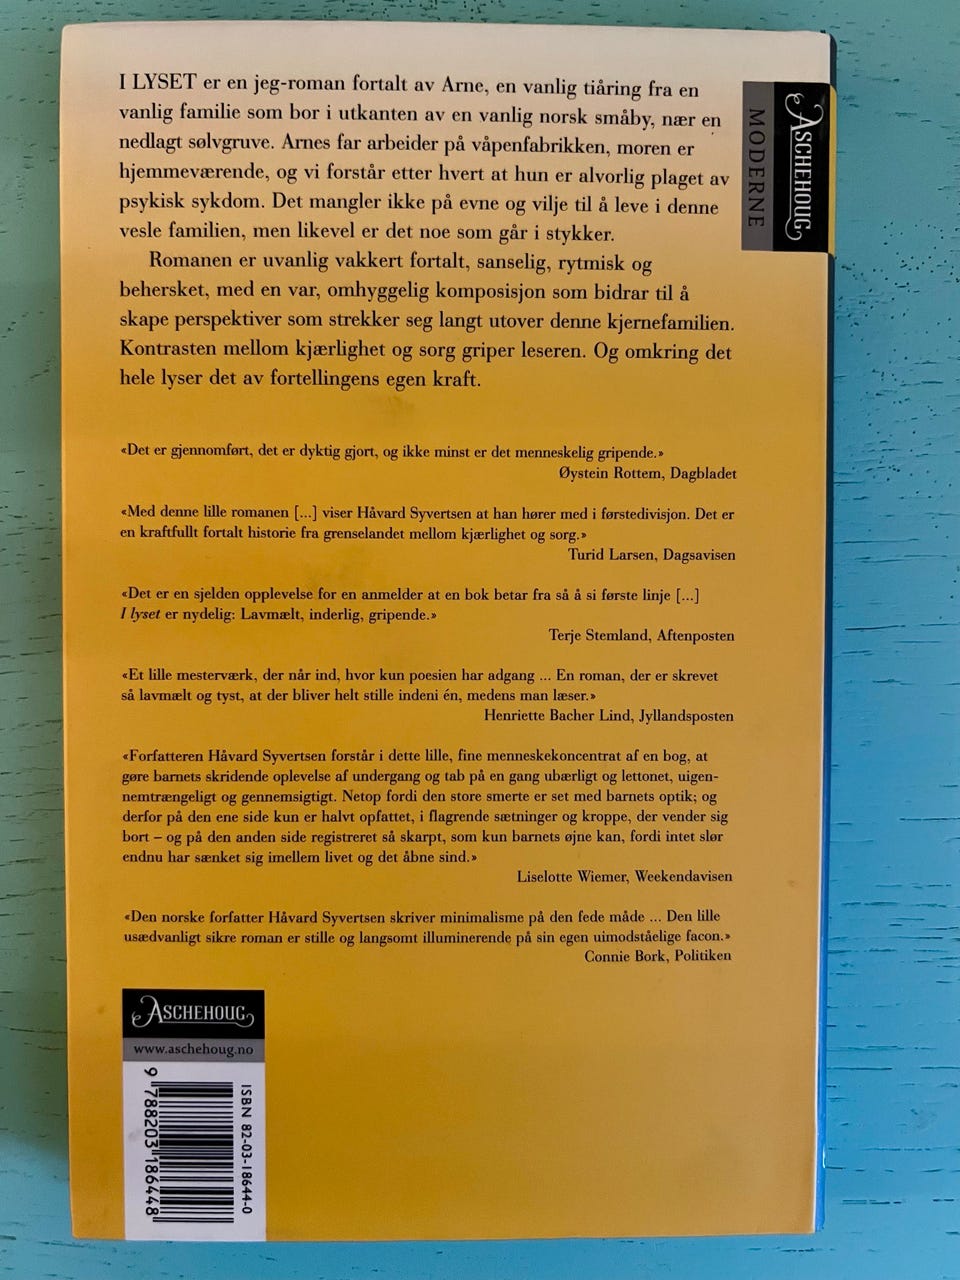 I LYSET er en jeg-roman fortalt av Arne, en vanlig tiåring fra en
vanlig familie som bor i utkanten av en vanlig norsk småby, nær en
nedlagt sølvgruve. Arnes far arbeider på våpenfabrikken, moren er
hjemmeværende, og vi forstår etter hvert at hun er alvorlig plaget av
psykisk sykdom. Det mangler ikke på evne og vilje til å leve i denne
vesle familien, men likevel er det noe som går i stykker.
Romanen er uvanlig vakkert fortalt, sanselig, rytmisk og
behersket, med en var, omhyggelig komposisjon som bidrar til å
skape perspektiver som strekker seg langt utover denne kjernefamilien.
Kontrasten mellom kjærlighet og sorg griper leseren. Og omkring det
hele lyser det av fortellingens egen kraft.
ASCHEHOUG
MODERNE
«Det er gjennomført, det er dyktig gjort, og ikke minst er det menneskelig gripende.»
Øystein Rottem, Dagbladet
«Med denne lille romanen [...] viser Håvard Syvertsen at han hører med i førstedivisjon. Det er
en kraftfullt fortalt historie fra grenselandet mellom kjærlighet og sorg.»
Turid Larsen, Dagsavisen
«Det er en sjelden opplevelse for en anmelder at en bok betar fra så å si første linje [...]
I lyset er nydelig: Lavmælt, inderlig, gripende.»
Terje Stemland, Aftenposten
«Et lille mesterværk, der når ind, hvor kun poesien har adgang ... En roman, der er skrevet
så lavmælt og tyst, at der bliver helt stille indeni én, medens man læser.»
Henriette Bacher Lind, Jyllandsposten
«Forfatteren Håvard Syvertsen forstår i dette lille, fine menneskekoncentrat af en bog, at
gøre barnets skridende oplevelse af undergang og tab på en gang ubærligt og lettonet, uigen-
nemtrængeligt og gennemsigtigt. Netop fordi den store smerte er set med barnets optik; og
derfor på den ene side kun er halvt opfattet, i flagrende sætninger og kroppe, der vender sig
bort – og på den anden side registreret så skarpt, som kun barnets øjne kan, fordi intet slør
endnu har sænket sig imellem livet og det åbne sind.»
Liselotte Wiemer, Weekendavisen
«Den norske forfatter Håvard Syvertsen skriver minimalisme på den fede måde ... Den lille
usædvanligt sikre roman er stille og langsomt illuminerende på sin egen uimodståelige facon.»
Connie Bork, Politiken
ASCHEHOUG
www.aschehoug.no
ISBN 82-03-18644-0
9 788203 186448